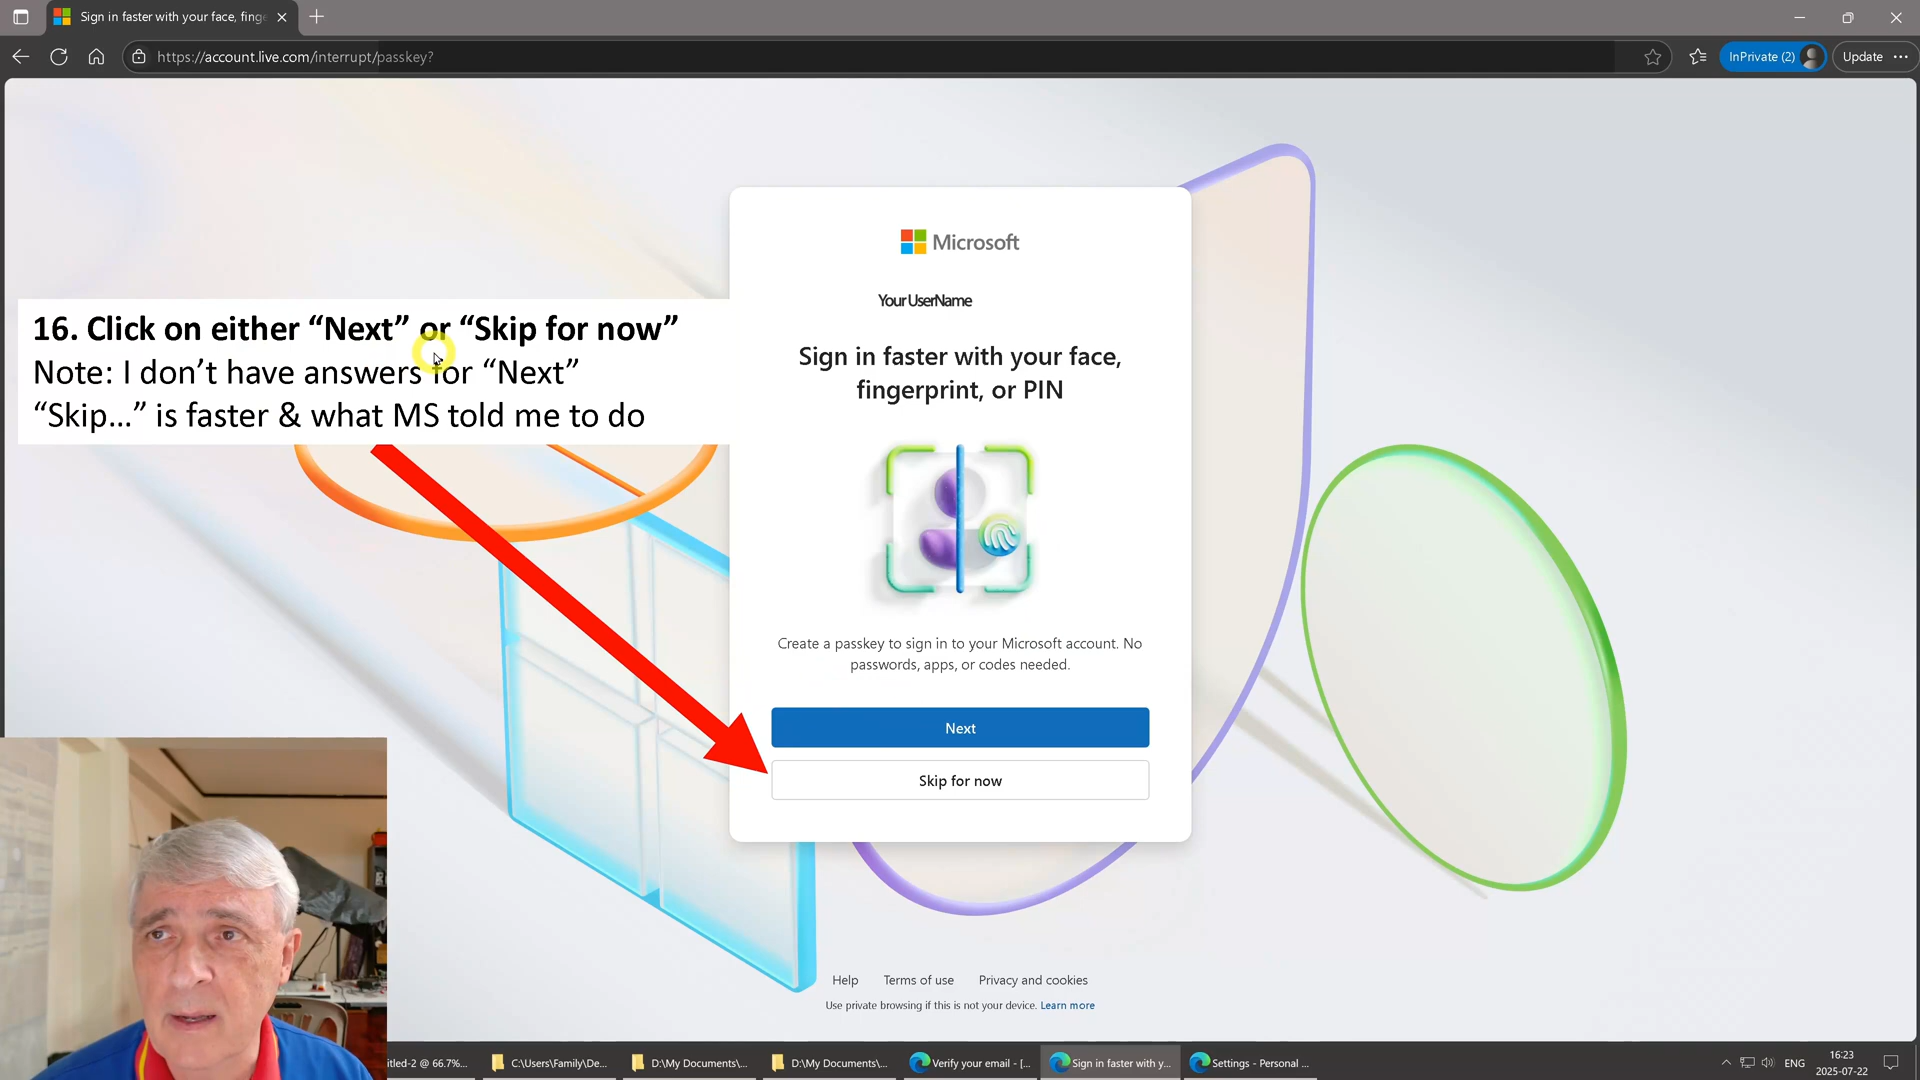 Sign in faster with your face, finge
https://account.live.com/interrupt/passkey?
InPrivate (2)
Update
Microsoft
Your UserName
Sign in faster with your face,
fingerprint, or PIN
16. Click on either “Next” or “Skip for now”
Note: I don’t have answers for “Next”
“Skip...” is faster & what MS told me to do
Create a passkey to sign in to your Microsoft account. No
passwords, apps, or codes needed.
Next
Skip for now
Help Terms of use Privacy and cookies
Use private browsing if this is not your device. Learn more
itled-2 @ 66.7%...
C:\Users\Family\De...
D:\My Documents\...
D:\My Documents\...
Verify your email - [...
Sign in faster with y...
Settings - Personal ...
ENG
16:23
2025-07-22